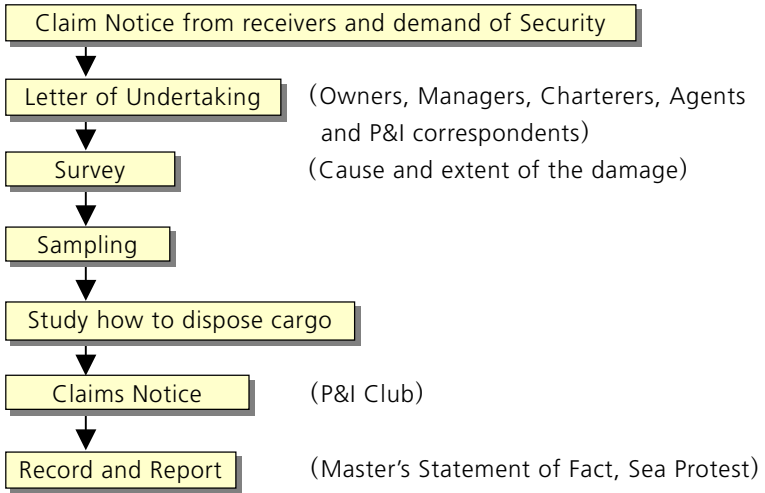 Claim Notice from receivers and demand of Security
Letter of Undertaking (Owners, Managers, Charterers, Agents
and P&I correspondents)
Survey (Cause and extent of the damage)
Sampling
Study how to dispose cargo
Claims Notice (P&I Club)
Record and Report (Master’s Statement of Fact, Sea Protest)